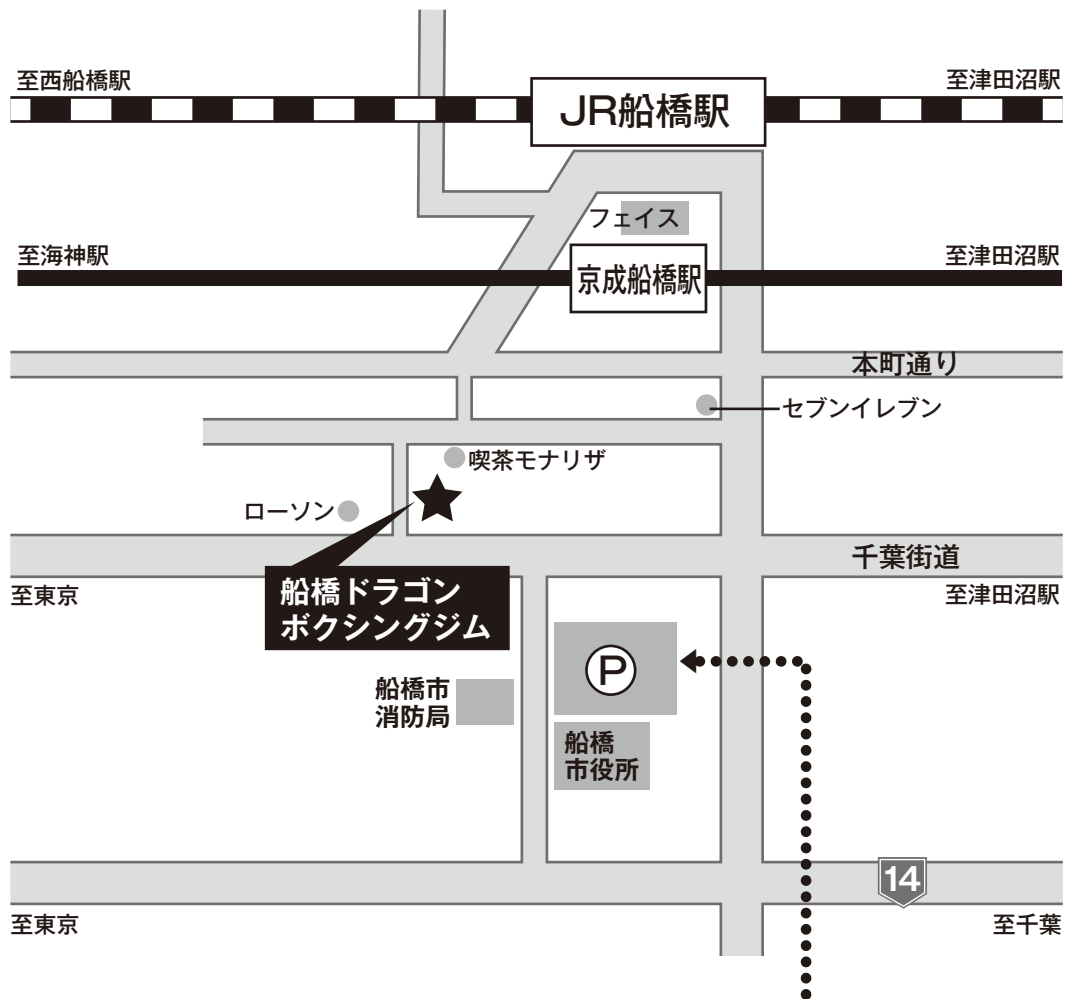 至西船橋駅
至津田沼駅
JR船橋駅
フェイス
至海神駅
至津田沼駅
京成船橋駅
本町通り
セブンイレブン
喫茶モナリザ
ローソン
千葉街道
船橋ドラゴン
ボクシングジム
至東京
至津田沼駅
P
船橋市
消防局
船橋
市役所
14
至東京
至千葉